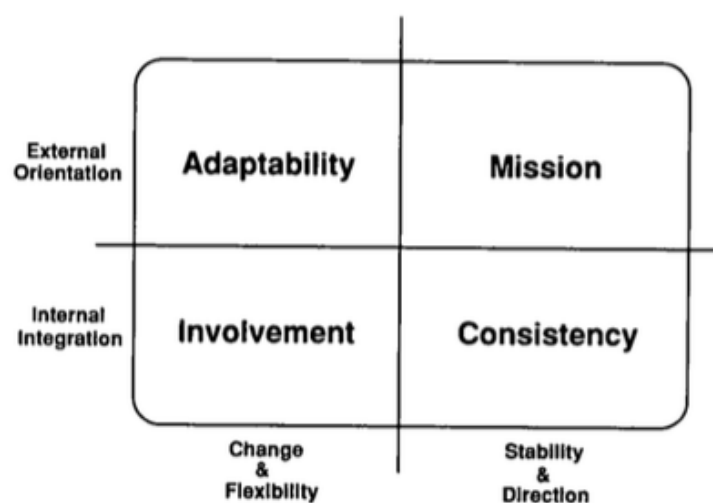 External
Orientation
Adaptability
Mission
Internal
Integration
Involvement
Consistency
Change
&
Flexibility
Stability
&
Direction